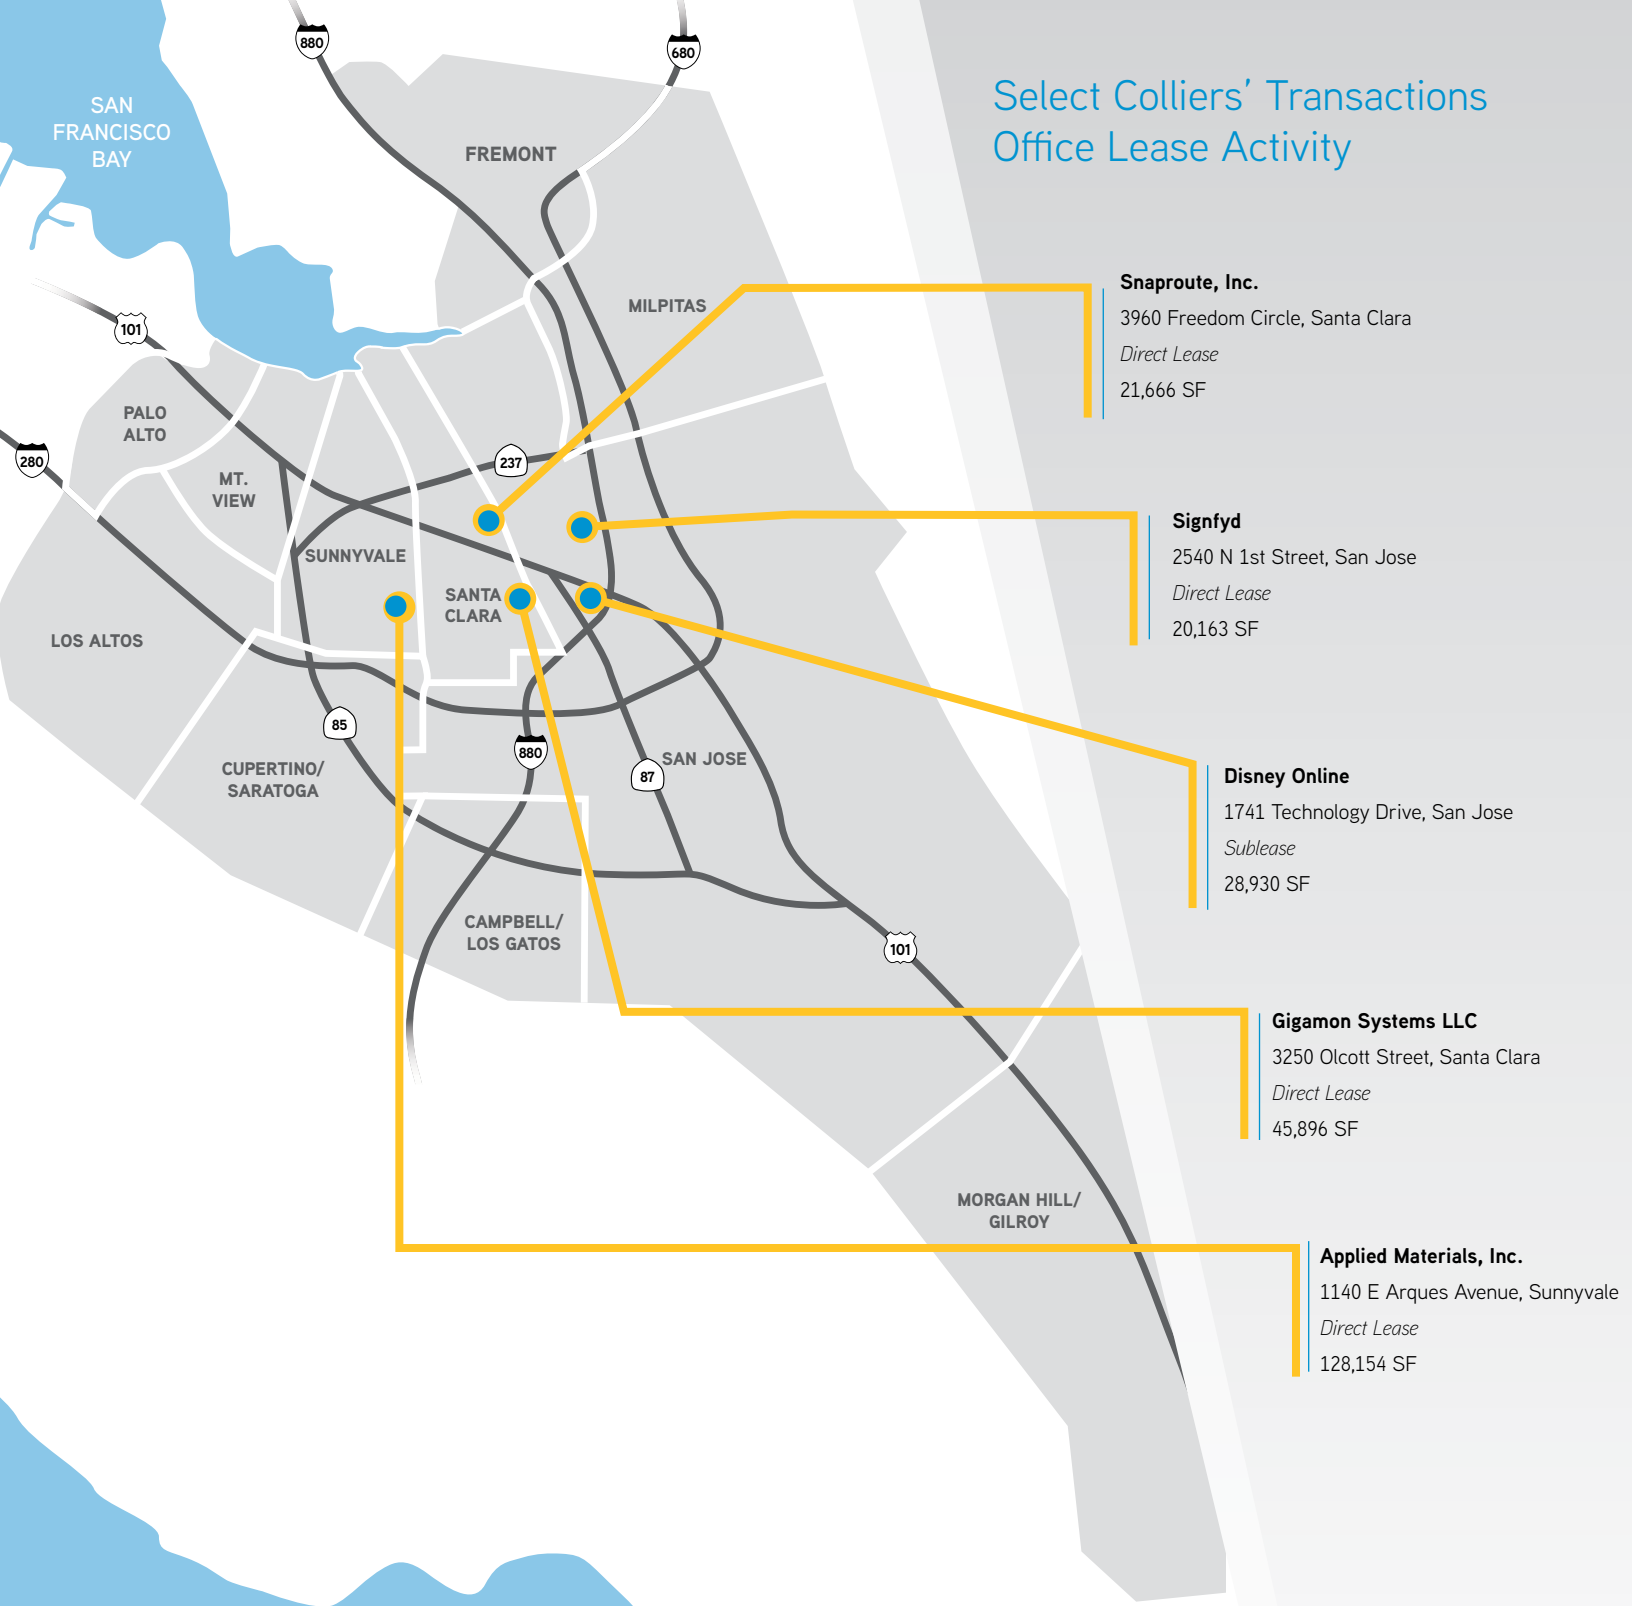 Select Colliers' Transactions
Office Lease Activity
880
680
SAN
FRANCISCO
BAY
FREMONT
MILPITAS
101
PALO
ALTO
280
237
MT.
VIEW
SUNNYVALE
SANTA
CLARA
LOS ALTOS
85
880
87
SAN JOSE
CUPERTINO/
SARATOGA
CAMPBELL/
LOS GATOS
101
MORGAN HILL/
GILROY
Snaproute, Inc.
3960 Freedom Circle, Santa Clara
Direct Lease
21,666 SF
Signfyd
2540 N 1st Street, San Jose
Direct Lease
20,163 SF
Disney Online
1741 Technology Drive, San Jose
Sublease
28,930 SF
Gigamon Systems LLC
3250 Olcott Street, Santa Clara
Direct Lease
45,896 SF
Applied Materials, Inc.
1140 E Arques Avenue, Sunnyvale
Direct Lease
128,154 SF